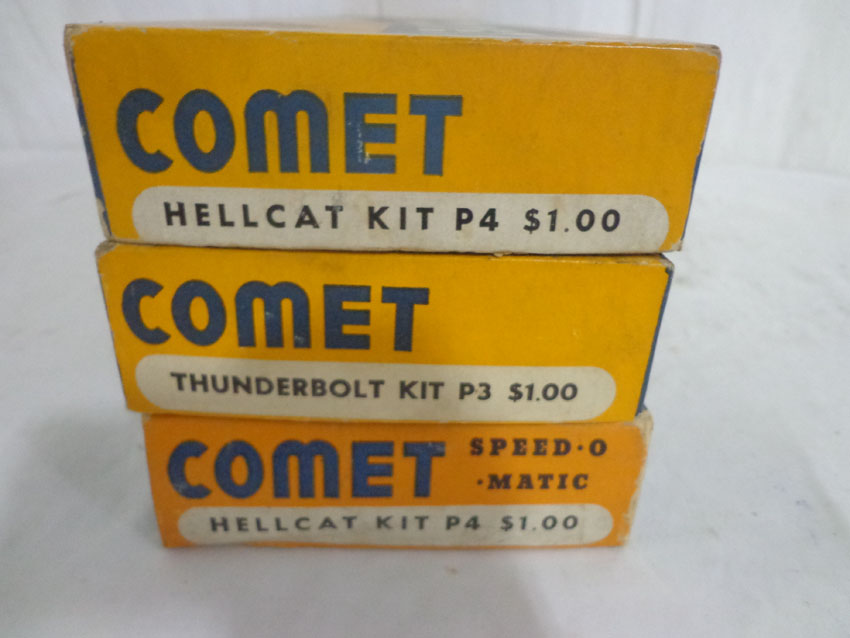 COMET
HELLCAT KIT P4 $1.00
COMET
THUNDERBOLT KIT P3 $1.00
COMET SPEED·O
·MATIC
HELLCAT KIT P4 $1.00